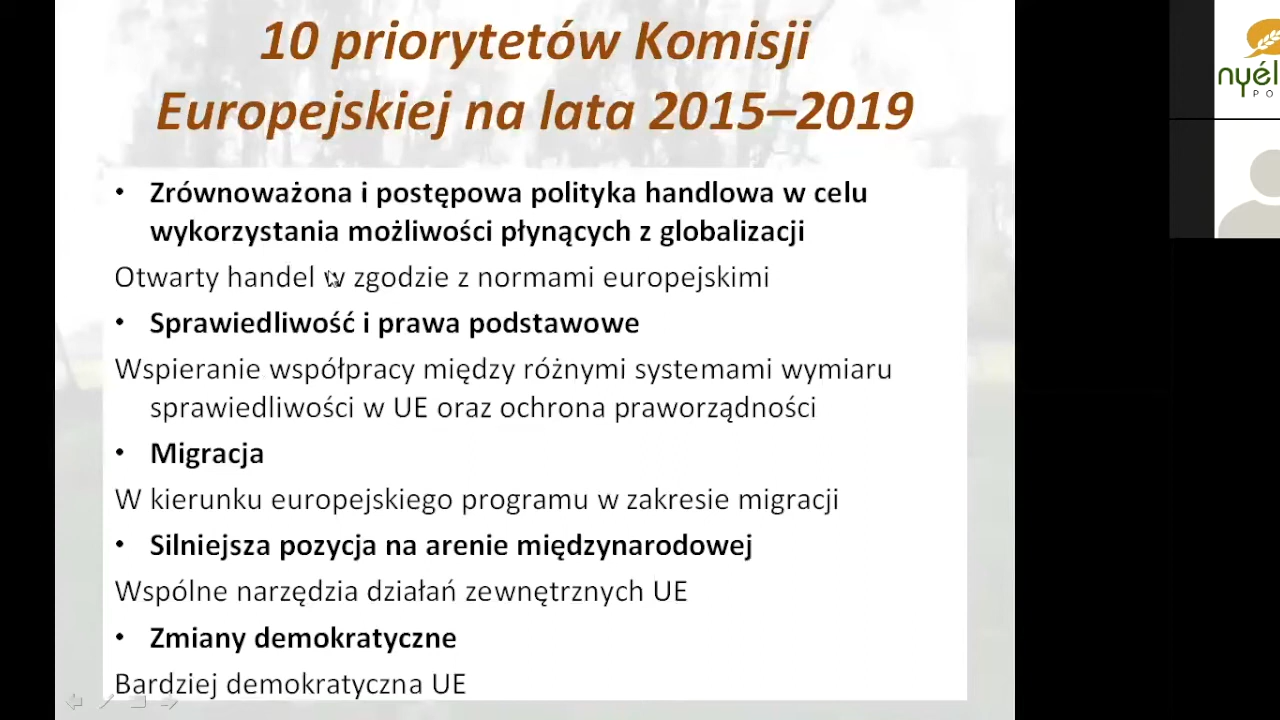 10 priorytetów Komisji
Europejskiej na lata 2015–2019
• Zrównoważona i postępowa polityka handlowa w celu
wykorzystania możliwości płynących z globalizacji
Otwarty handel w zgodzie z normami europejskimi
• Sprawiedliwość i prawa podstawowe
Wspieranie współpracy między różnymi systemami wymiaru
sprawiedliwości w UE oraz ochrona praworządności
• Migracja
W kierunku europejskiego programu w zakresie migracji
• Silniejsza pozycja na arenie międzynarodowej
Wspólne narzędzia działań zewnętrznych UE
• Zmiany demokratyczne
Bardziej demokratyczna UE
nyél
PO